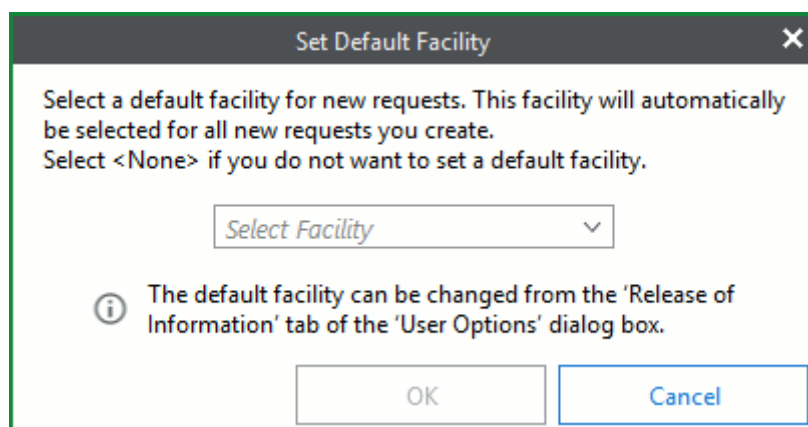 Set Default Facility
Select a default facility for new requests. This facility will automatically
be selected for all new requests you create.
Select <None> if you do not want to set a default facility.
Select Facility
The default facility can be changed from the ‘Release of
Information’ tab of the ‘User Options’ dialog box.
OK
Cancel